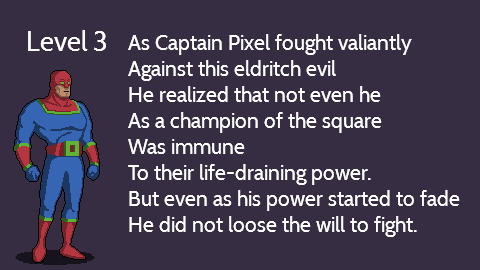 Level 3
As Captain Pixel fought valiantly
Against this eldritch evil
He realized that not even he
As a champion of the square
Was immune
To their life-draining power.
But even as his power started to fade
He did not loose the will to fight.